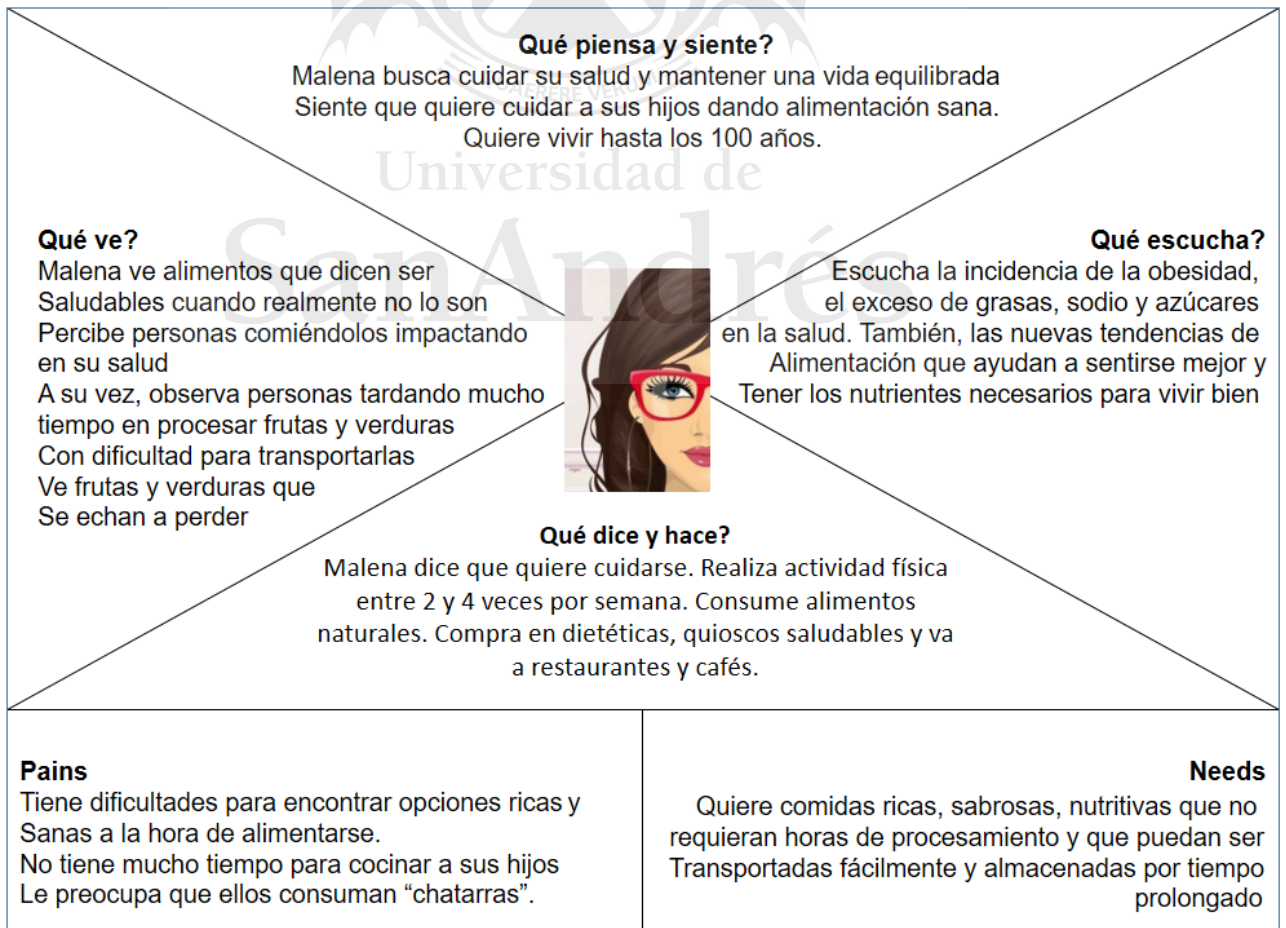 Qué piensa y siente?
Malena busca cuidar su salud y mantener una vida equilibrada
Siente que quiere cuidar a sus hijos dando alimentación sana.
Quiere vivir hasta los 100 años.
QUAERERE VERUM
Universidad de
SanAndrés
Qué ve?
Malena ve alimentos que dicen ser
Saludables cuando realmente no lo son
Percibe personas comiéndolos impactando
en su salud
A su vez, observa personas tardando mucho
tiempo en procesar frutas y verduras
Con dificultad para transportarlas
Ve frutas y verduras que
Se echan a perder
Qué escucha?
Escucha la incidencia de la obesidad,
el exceso de grasas, sodio y azúcares
en la salud. También, las nuevas tendencias de
Alimentación que ayudan a sentirse mejor y
Tener los nutrientes necesarios para vivir bien
Qué dice y hace?
Malena dice que quiere cuidarse. Realiza actividad física
entre 2 y 4 veces por semana. Consume alimentos
naturales. Compra en dietéticas, quioscos saludables y va
a restaurantes y cafés.
Pains
Tiene dificultades para encontrar opciones ricas y
Sanas a la hora de alimentarse.
No tiene mucho tiempo para cocinar a sus hijos
Le preocupa que ellos consuman “chatarras”.
Needs
Quiere comidas ricas, sabrosas, nutritivas que no
requieran horas de procesamiento y que puedan ser
Transportadas fácilmente y almacenadas por tiempo
prolongado